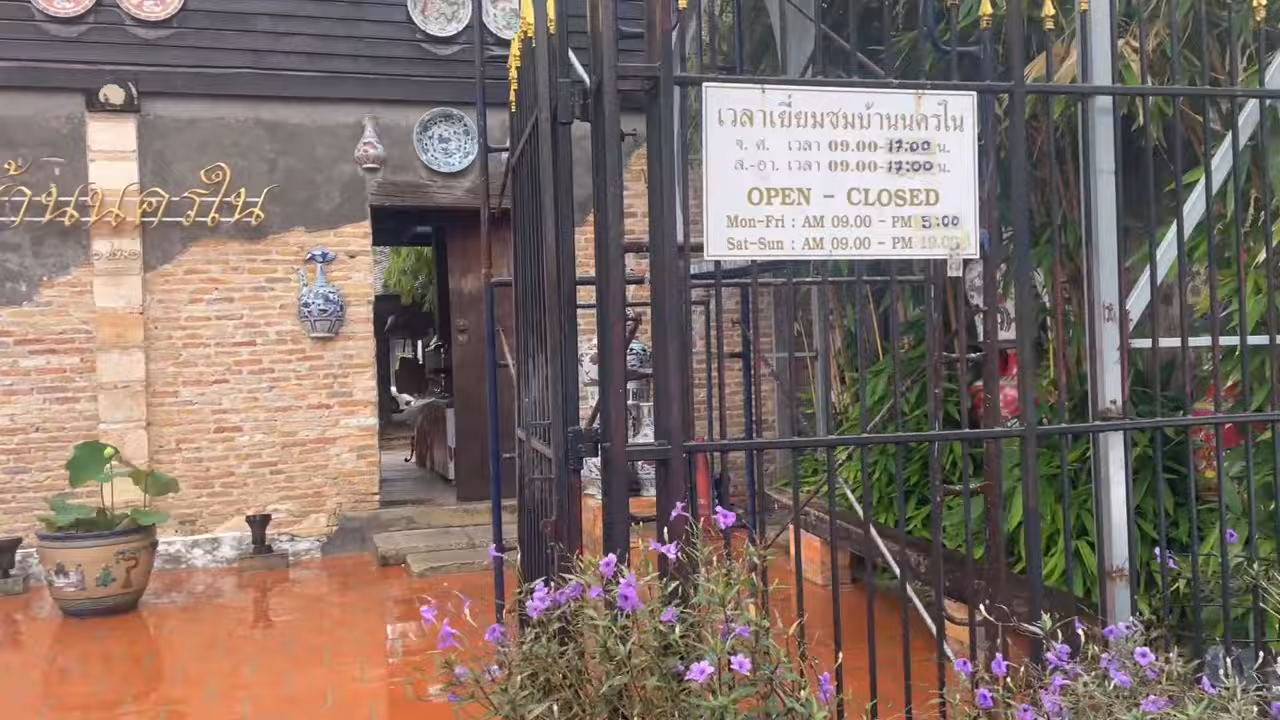 บ้านนครใน
เวลาเยี่ยมชมบ้านนครใน
จ. ศ. เวลา 09.00-17:00 น.
ส.-อา. เวลา 09.00-17:00 น.
OPEN - CLOSED
Mon-Fri : AM 09.00 - PM 5:00
Sat-Sun : AM 09.00 - PM